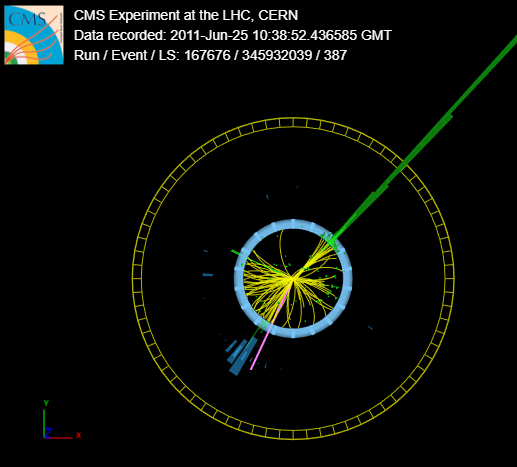 CMS
CMS Experiment at the LHC, CERN
Data recorded: 2011-Jun-25 10:38:52.436585 GMT
Run / Event / LS: 167676 / 345932039 / 387
Y
Z
X